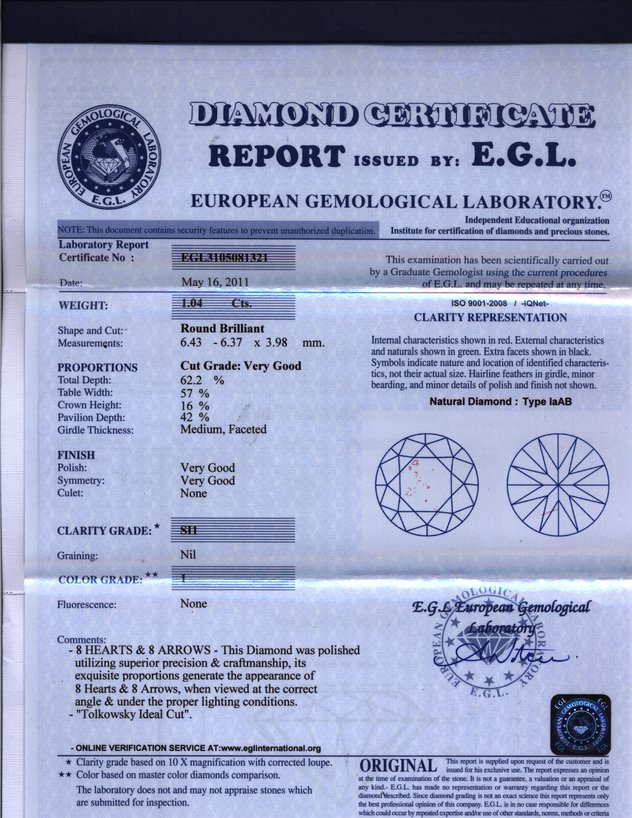 DIAMOND CERTIFICATE
REPORT ISSUED BY: E.G.L.
EUROPEAN GEMOLOGICAL LABORATORY.™
EUROPEAN GEMOLOGICAL LABORATORY
E.G.L.
Independent Educational organization
Institute for certification of diamonds and precious stones.
NOTE: This document contains security features to prevent unauthorized duplication.
Laboratory Report
Certificate No : EGL3105081321
Date: May 16, 2011
WEIGHT: 1.04 Cts.
Shape and Cut: Round Brilliant
Measurements: 6.43 - 6.37 x 3.98 mm.
PROPORTIONS Cut Grade: Very Good
Total Depth: 62.2 %
Table Width: 57 %
Crown Height: 16 %
Pavilion Depth: 42 %
Girdle Thickness: Medium, Faceted
FINISH
Polish: Very Good
Symmetry: Very Good
Culet: None
CLARITY GRADE: * SI1
Graining: Nil
COLOR GRADE: ** I
Fluorescence: None
Comments:
- 8 HEARTS & 8 ARROWS - This Diamond was polished
utilizing superior precision & craftmanship, its
exquisite proportions generate the appearance of
8 Hearts & 8 Arrows, when viewed at the correct
angle & under the proper lighting conditions.
- "Tolkowsky Ideal Cut".
- ONLINE VERIFICATION SERVICE AT:www.eglinternational.org
★ Clarity grade based on 10 X magnification with corrected loupe.
★★ Color based on master color diamonds comparison.
The laboratory does not and may not appraise stones which
are submitted for inspection.
This examination has been scientifically carried out
by a Graduate Gemologist using the current procedures
of E.G.L. and may be repeated at any time.
ISO 9001-2008 / -IQNet-
CLARITY REPRESENTATION
Internal characteristics shown in red. External characteristics
and naturals shown in green. Extra facets shown in black.
Symbols indicate nature and location of identified characteris-
tics, not their actual size. Hairline feathers in girdle, minor
bearding, and minor details of polish and finish not shown.
Natural Diamond : Type IaAB
E.G.L European Gemological
Laboratory
E.G.L.
ORIGINAL This report is supplied upon request of the customer and is
issued for his exclusive use. The report expresses an opinion
at the time of examination of the stone. It is not a guarantee, a valuation or an appraisal of
any kind.- E.G.L. has made no representation or warranty regarding this report or the
diamond described. Since diamond grading is not an exact science this report represents only
the best professional opinion of this company. E.G.L. is in no case responsible for differences
which could occur by repeated expertise and/or use of other standards, norms, methods or criteria